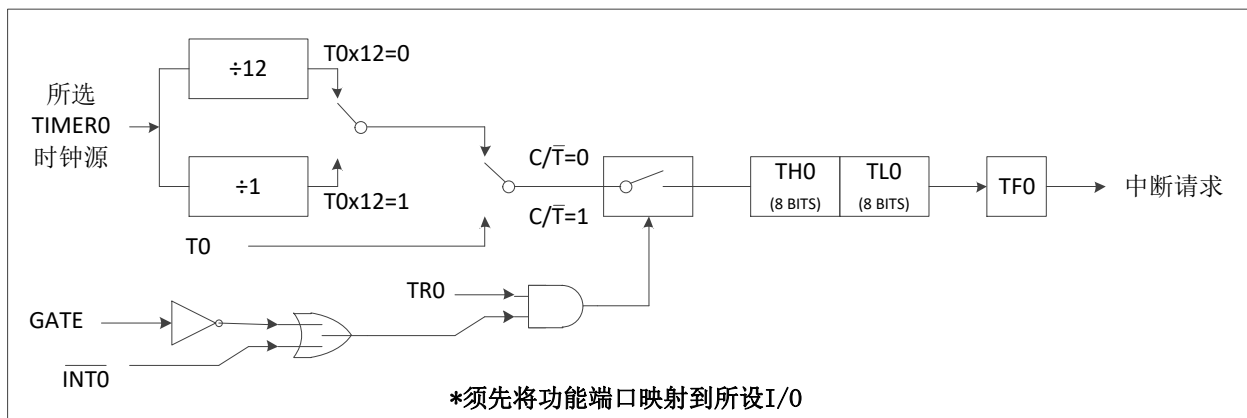 ÷12
T0x12=0
所选
TIMER0
时钟源
÷1
T0x12=1
C/T̅=0
C/T̅=1
T0
TH0
(8 BITS)
TL0
(8 BITS)
TF0
中断请求
TR0
GATE
I̅N̅T̅0̅
*须先将功能端口映射到所设I/0